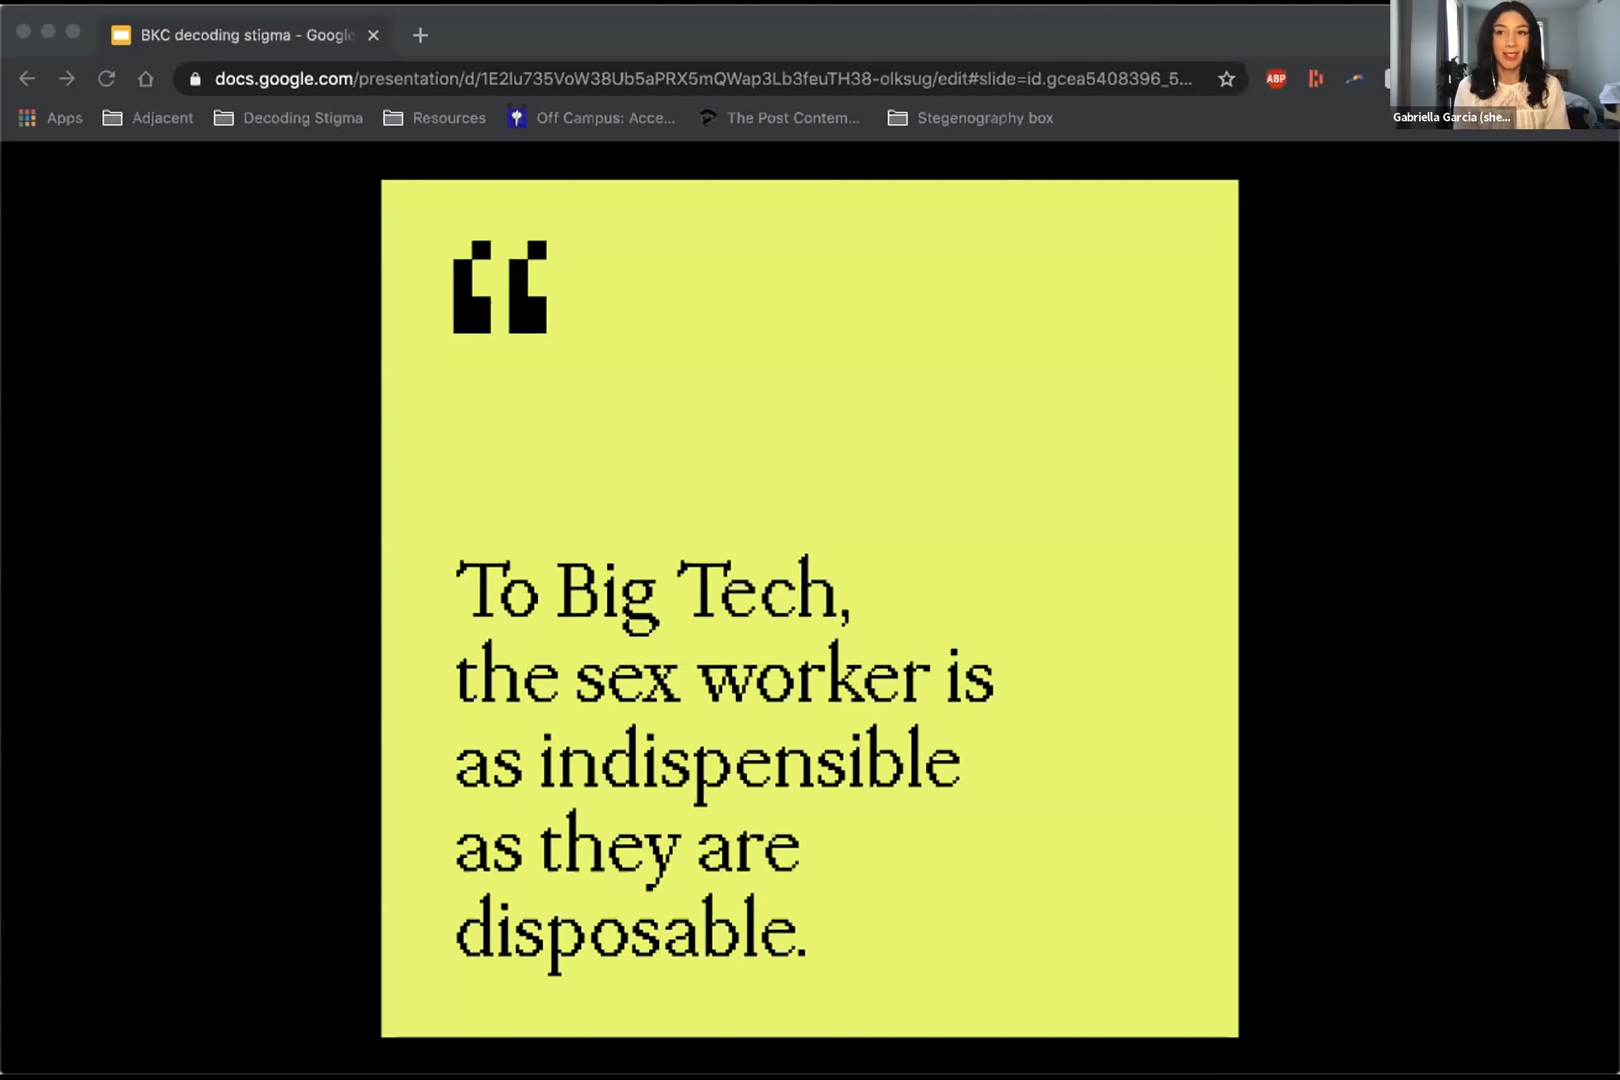 BKC decoding stigma - Google
docs.google.com/presentation/d/1E2lu735VoW38Ub5aPRX5mQWap3Lb3feuTH38-olksug/edit#slide=id.gcea5408396_5...
ABP
Apps
Adjacent
Decoding Stigma
Resources
Off Campus: Acce...
The Post Contem...
Stegenography box
Gabriella Garcia (she...
“
To Big Tech,
the sex worker is
as indispensible
as they are
disposable.